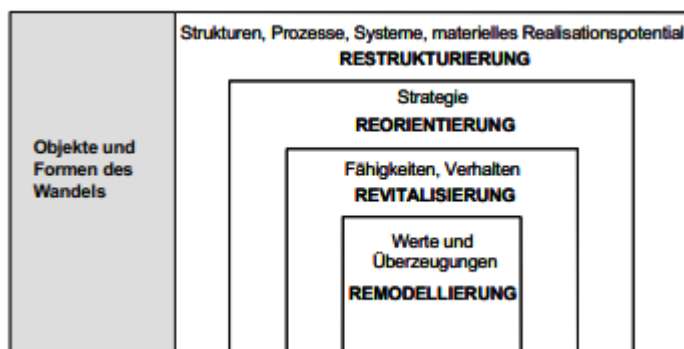 Strukturen, Prozesse, Systeme, materielles Realisationspotential
RESTRUKTURIERUNG
Strategie
REORIENTIERUNG
Objekte und
Formen des
Wandels
Fähigkeiten, Verhalten
REVITALISIERUNG
Werte und
Überzeugungen
REMODELLIERUNG